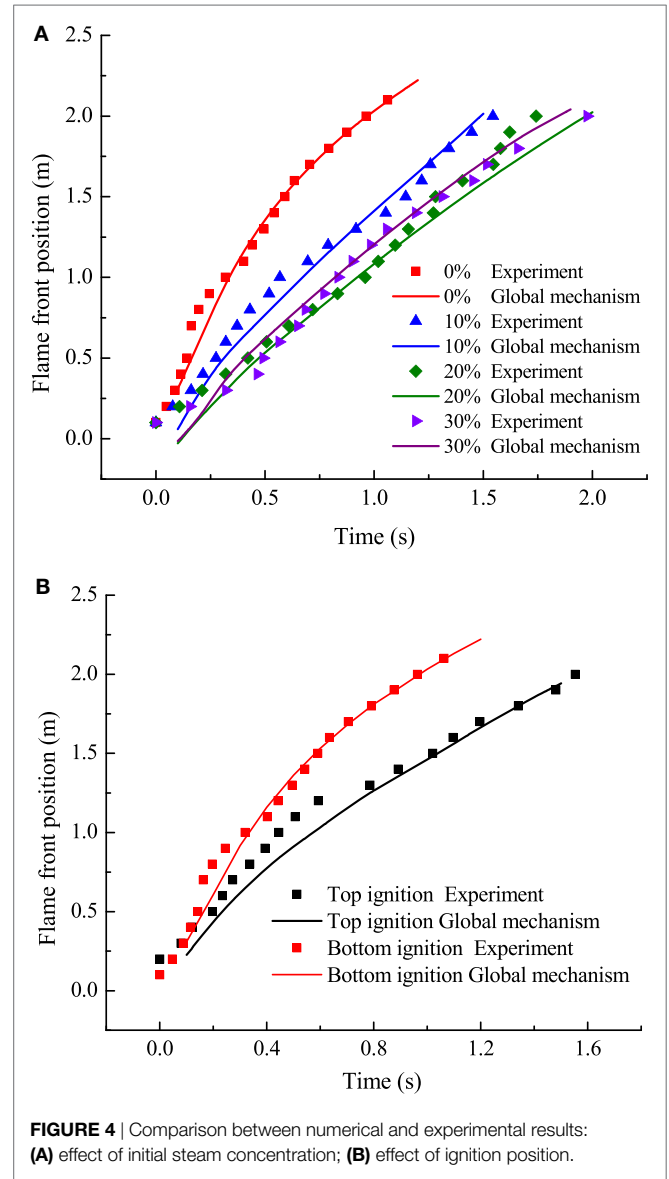 A
2.5
2.0
1.5
1.0
0.5
0.0
Flame front position (m)
0% Experiment
0% Global mechanism
10% Experiment
10% Global mechanism
20% Experiment
20% Global mechanism
30% Experiment
30% Global mechanism
0.0 0.5 1.0 1.5 2.0
Time (s)
B
2.5
2.0
1.5
1.0
0.5
0.0
Flame front position (m)
Top ignition Experiment
Top ignition Global mechanism
Bottom ignition Experiment
Bottom ignition Global mechanism
0.0 0.4 0.8 1.2 1.6
Time (s)
FIGURE 4 | Comparison between numerical and experimental results:
(A) effect of initial steam concentration; (B) effect of ignition position.